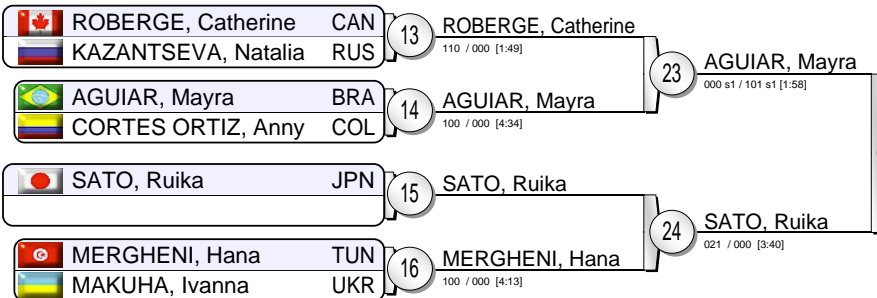 ROBERGE, Catherine CAN
KAZANTSEVA, Natalia RUS
13
ROBERGE, Catherine
110 / 000 [1:49]
AGUIAR, Mayra BRA
CORTES ORTIZ, Anny COL
14
AGUIAR, Mayra
100 / 000 [4:34]
23
AGUIAR, Mayra
000 s1 / 101 s1 [1:58]
SATO, Ruika JPN
15
SATO, Ruika
MERGHENI, Hana TUN
MAKUHA, Ivanna UKR
16
MERGHENI, Hana
100 / 000 [4:13]
24
SATO, Ruika
021 / 000 [3:40]